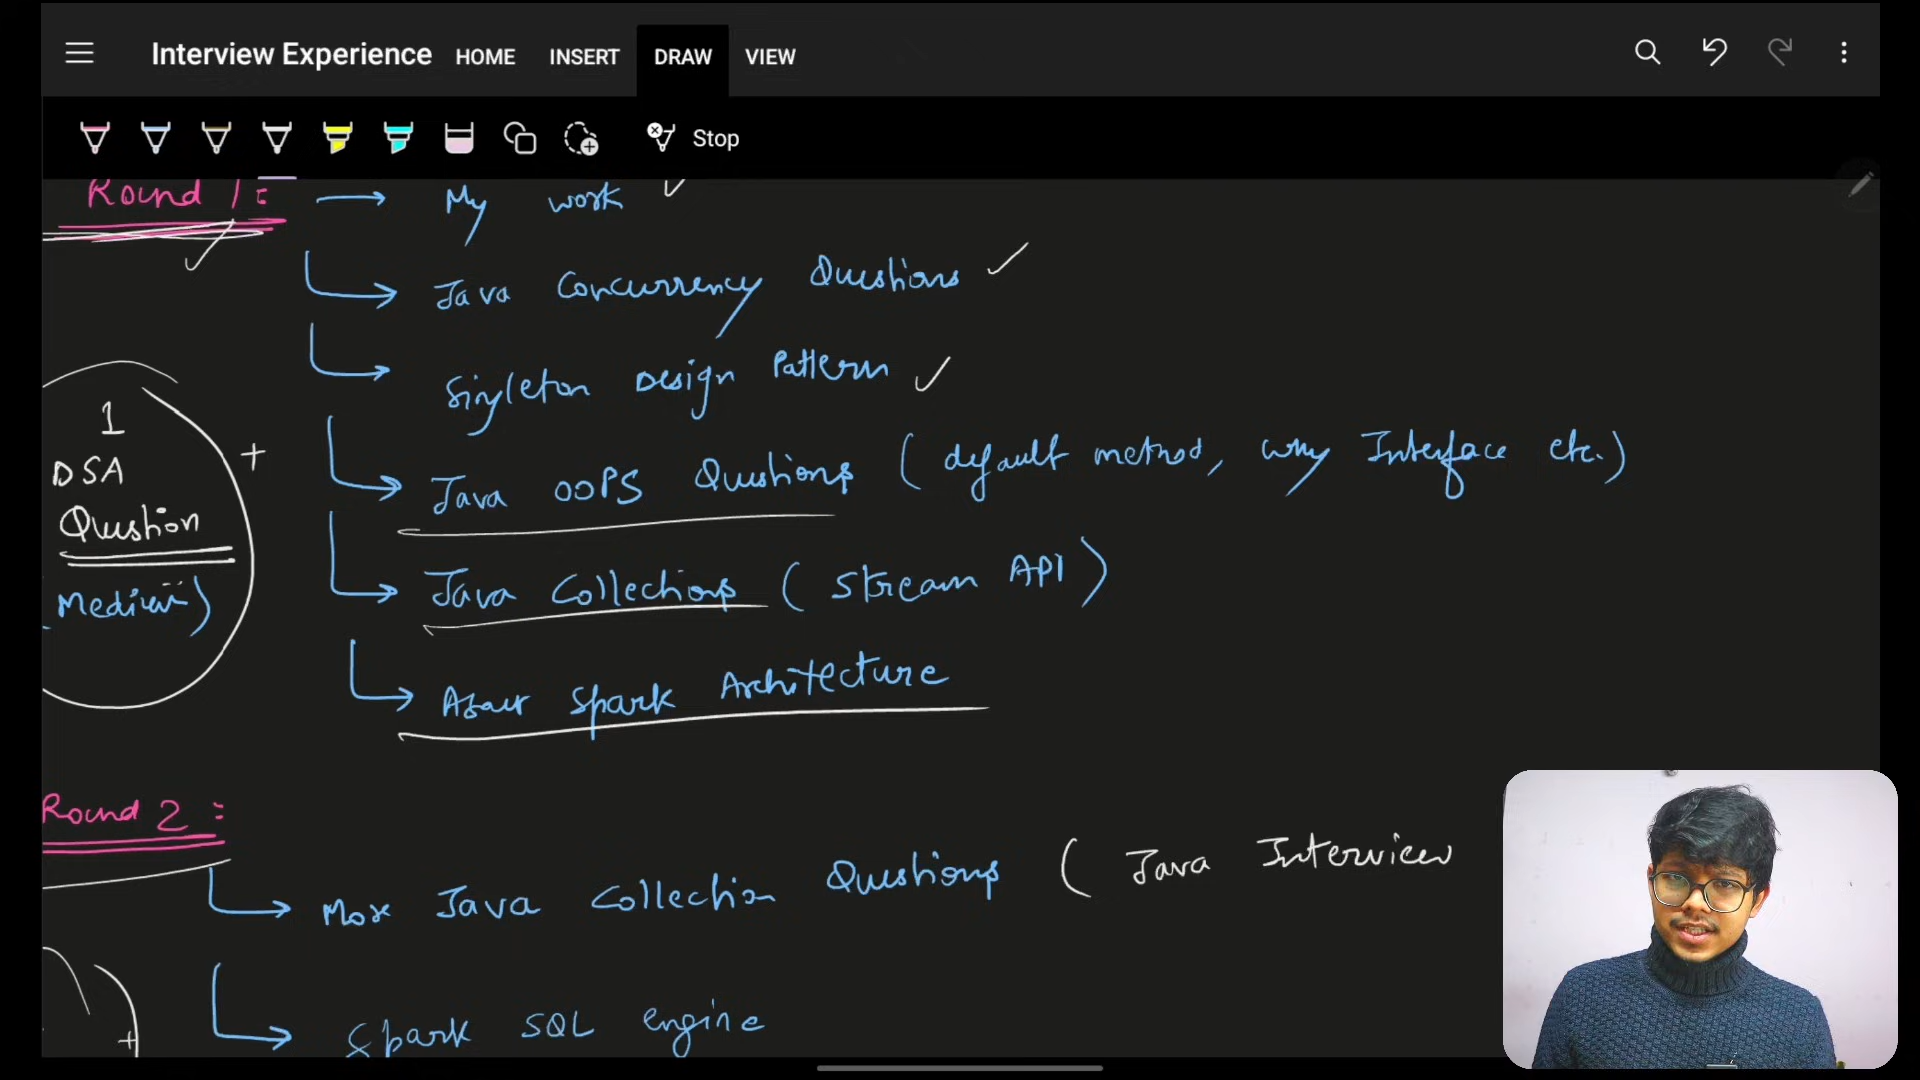 Interview Experience HOME INSERT DRAW VIEW
Stop
Round 1: → My work ✓
Java Concurrency Questions ✓
Singleton Design Pattern ✓
Java OOPS Questions (default method, why Interface etc.)
Java Collections (Stream API)
About Spark Architecture
1
DSA
Question
(Medium)
+
Round 2 :
More Java Collection Questions ( Java Interview
Spark SQL engine
+